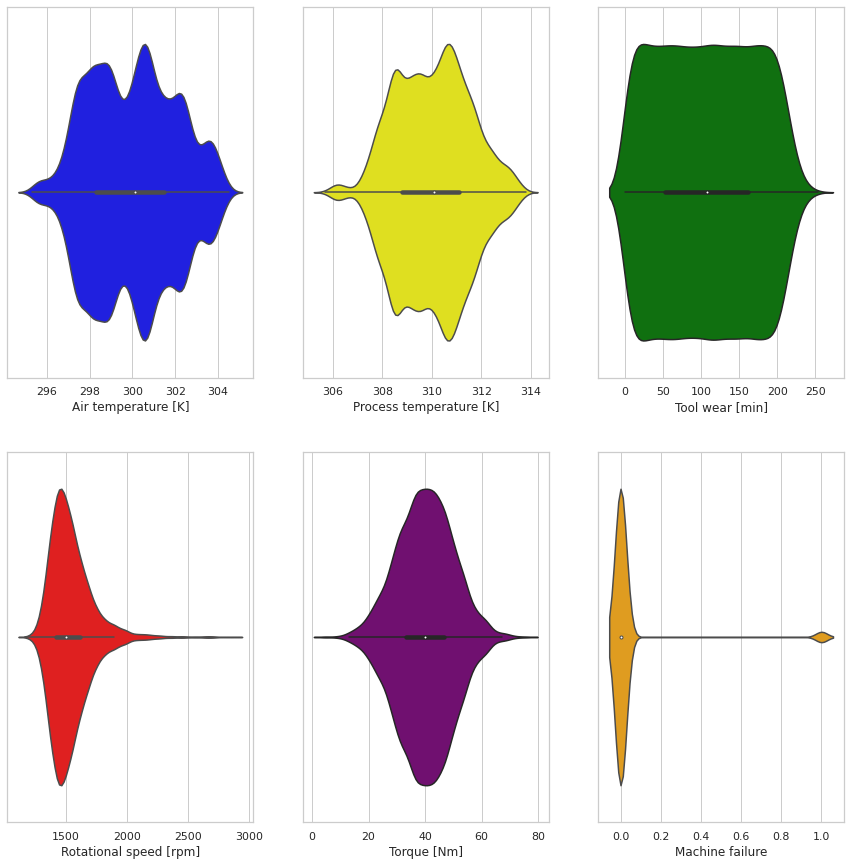 296 298 300 302 304
Air temperature [K]
306 308 310 312 314
Process temperature [K]
0 50 100 150 200 250
Tool wear [min]
1500 2000 2500 3000
Rotational speed [rpm]
0 20 40 60 80
Torque [Nm]
0.0 0.2 0.4 0.6 0.8 1.0
Machine failure